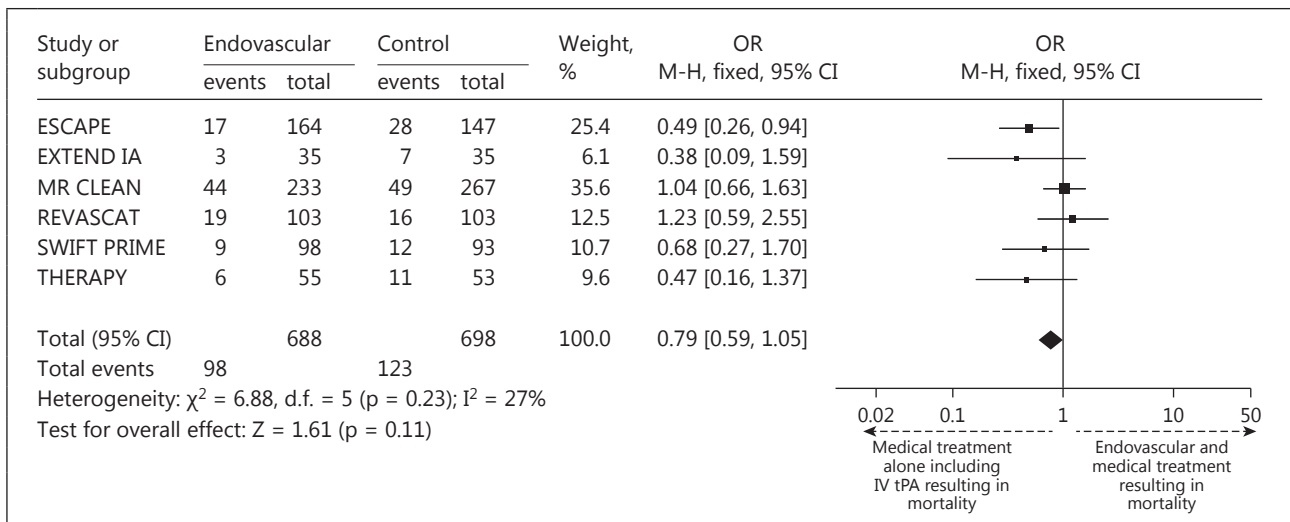 Study or subgroup Endovascular Control Weight, % OR M-H, fixed, 95% CI OR M-H, fixed, 95% CI
events total events total
ESCAPE 17 164 28 147 25.4 0.49 [0.26, 0.94]
EXTEND IA 3 35 7 35 6.1 0.38 [0.09, 1.59]
MR CLEAN 44 233 49 267 35.6 1.04 [0.66, 1.63]
REVASCAT 19 103 16 103 12.5 1.23 [0.59, 2.55]
SWIFT PRIME 9 98 12 93 10.7 0.68 [0.27, 1.70]
THERAPY 6 55 11 53 9.6 0.47 [0.16, 1.37]
Total (95% CI) 688 698 100.0 0.79 [0.59, 1.05]
Total events 98 123
Heterogeneity: χ² = 6.88, d.f. = 5 (p = 0.23); I² = 27%
Test for overall effect: Z = 1.61 (p = 0.11)
0.02 0.1 1 10 50
Medical treatment
alone including
IV tPA resulting in
mortality
Endovascular and
medical treatment
resulting in
mortality